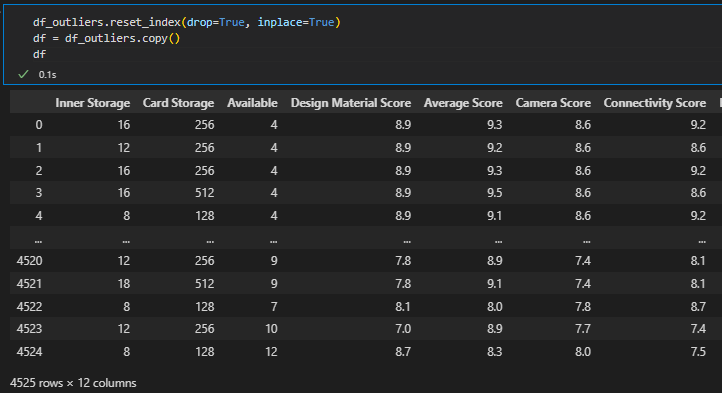 df_outliers.reset_index(drop=True, inplace=True)
df = df_outliers.copy()
df
0.1s
Inner Storage Card Storage Available Design Material Score Average Score Camera Score Connectivity Score
0 16 256 4 8.9 9.3 8.6 9.2
1 12 256 4 8.9 9.2 8.6 8.6
2 16 256 4 8.9 9.3 8.6 9.2
3 16 512 4 8.9 9.5 8.6 8.6
4 8 128 4 8.9 9.1 8.6 9.2
... ... ... ... ... ... ... ...
4520 12 256 9 7.8 8.9 7.4 8.1
4521 18 512 9 7.8 9.1 7.4 8.1
4522 8 128 7 8.1 8.0 7.8 8.7
4523 12 256 10 7.0 8.9 7.7 7.4
4524 8 128 12 8.7 8.3 8.0 7.5
4525 rows × 12 columns